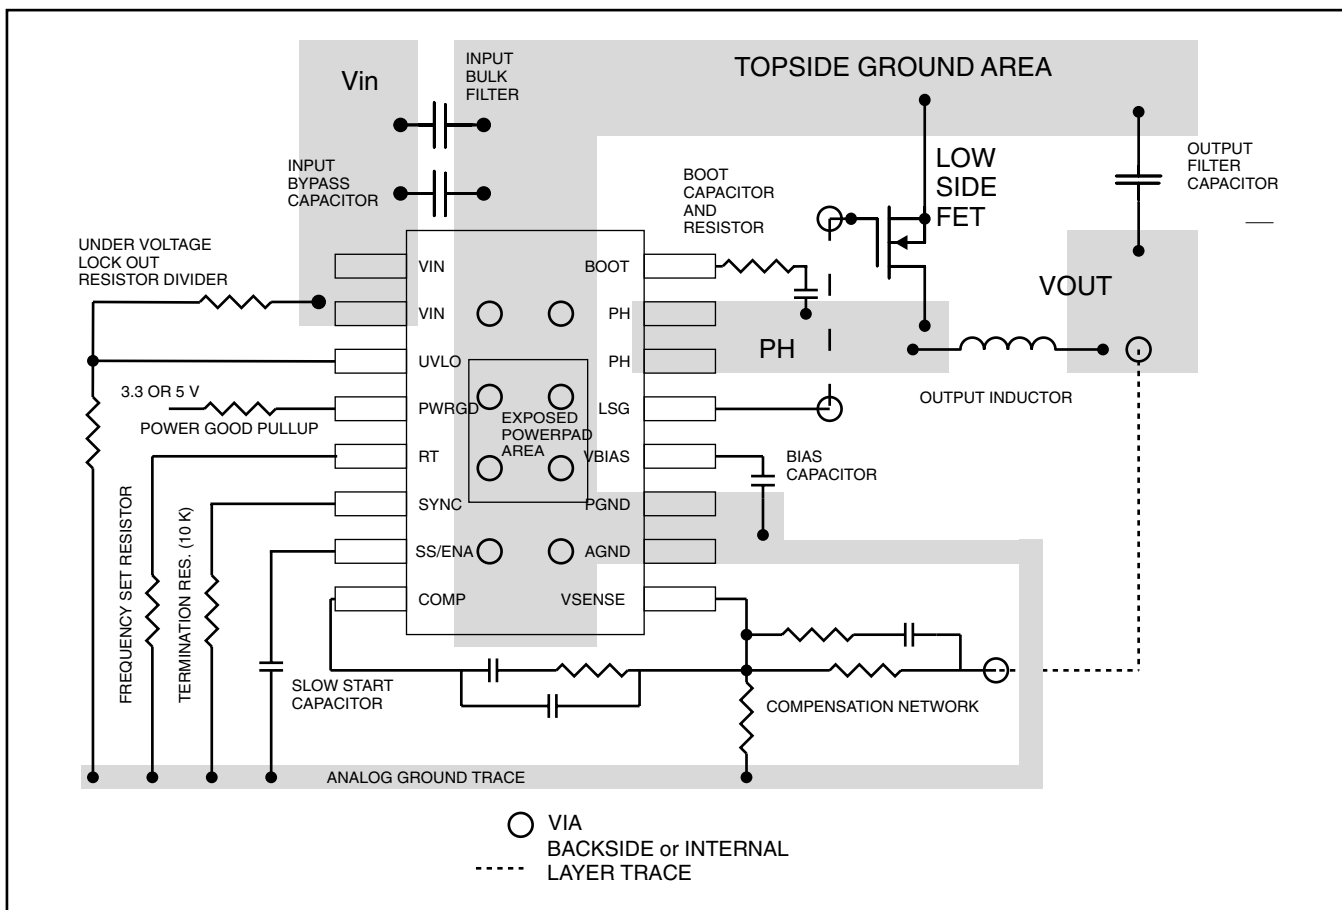 Vin
INPUT
BULK
FILTER
TOPSIDE GROUND AREA
INPUT
BYPASS
CAPACITOR
BOOT
CAPACITOR
AND
RESISTOR
LOW
SIDE
FET
OUTPUT
FILTER
CAPACITOR
UNDER VOLTAGE
LOCK OUT
RESISTOR DIVIDER
VIN
BOOT
VIN
PH
VOUT
UVLO
PH
PH
3.3 OR 5 V
PWRGD
LSG
OUTPUT INDUCTOR
POWER GOOD PULLUP
EXPOSED
POWERPAD
AREA
RT
VBIAS
BIAS
CAPACITOR
SYNC
PGND
SS/ENA
AGND
COMP
VSENSE
FREQUENCY SET RESISTOR
TERMINATION RES. (10 K)
SLOW START
CAPACITOR
COMPENSATION NETWORK
ANALOG GROUND TRACE
VIA
BACKSIDE or INTERNAL
LAYER TRACE